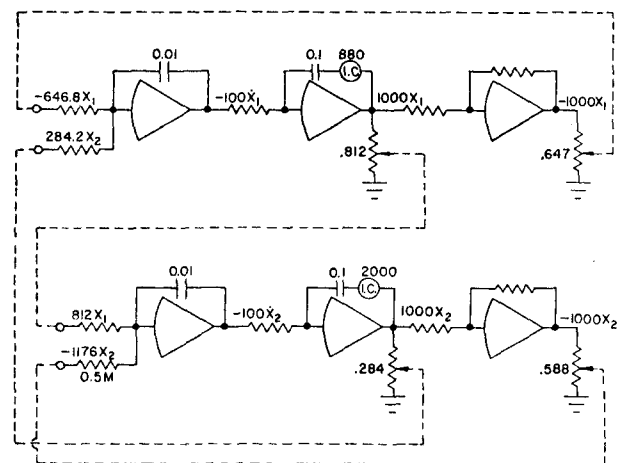 0.01
0.1
880
I.C.
-646.8X₁
-100Ẋ₁
1000X₁
-1000X₁
284.2X₂
.812
.647
0.01
0.1
2000
I.C.
812X₁
-100Ẋ₂
1000X₂
-1000X₂
-1176X₂
0.5M
.284
.588